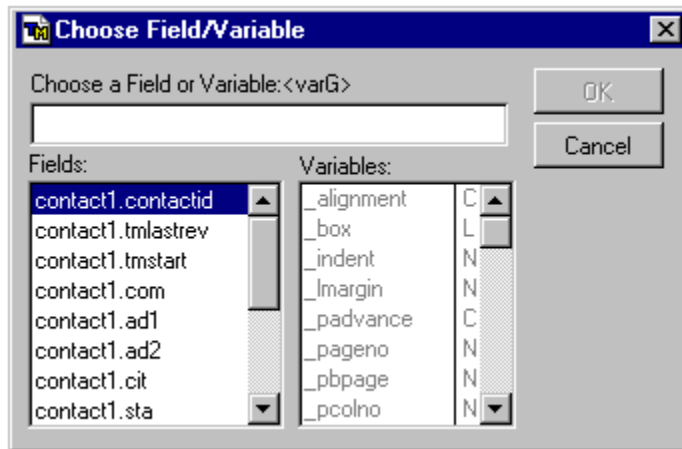 TM Choose Field/Variable
Choose a Field or Variable:<varG>
OK
Cancel
Fields:
contact1.contactid
contact1.tmlastrev
contact1.tmstart
contact1.com
contact1.ad1
contact1.ad2
contact1.cit
contact1.sta
Variables:
_alignment C
_box L
_indent N
_lmargin N
_padvance C
_pageno N
_pbpage N
_pcolno N